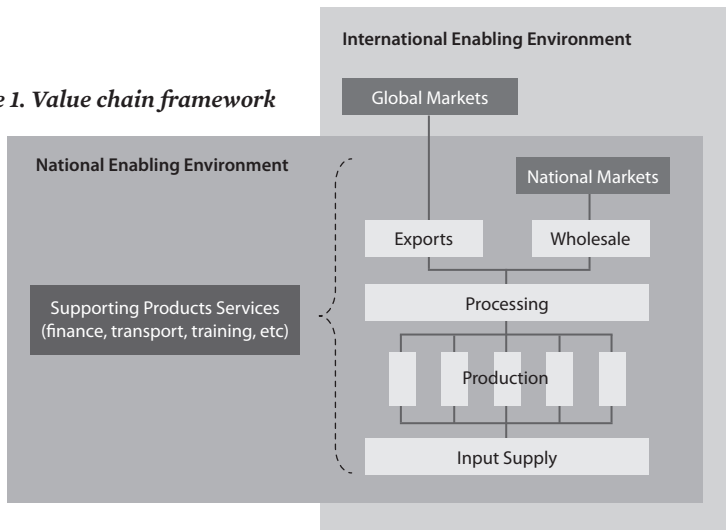 International Enabling Environment
e 1. Value chain framework
Global Markets
National Enabling Environment
National Markets
Exports
Wholesale
Supporting Products Services
(finance, transport, training, etc)
Processing
Production
Input Supply